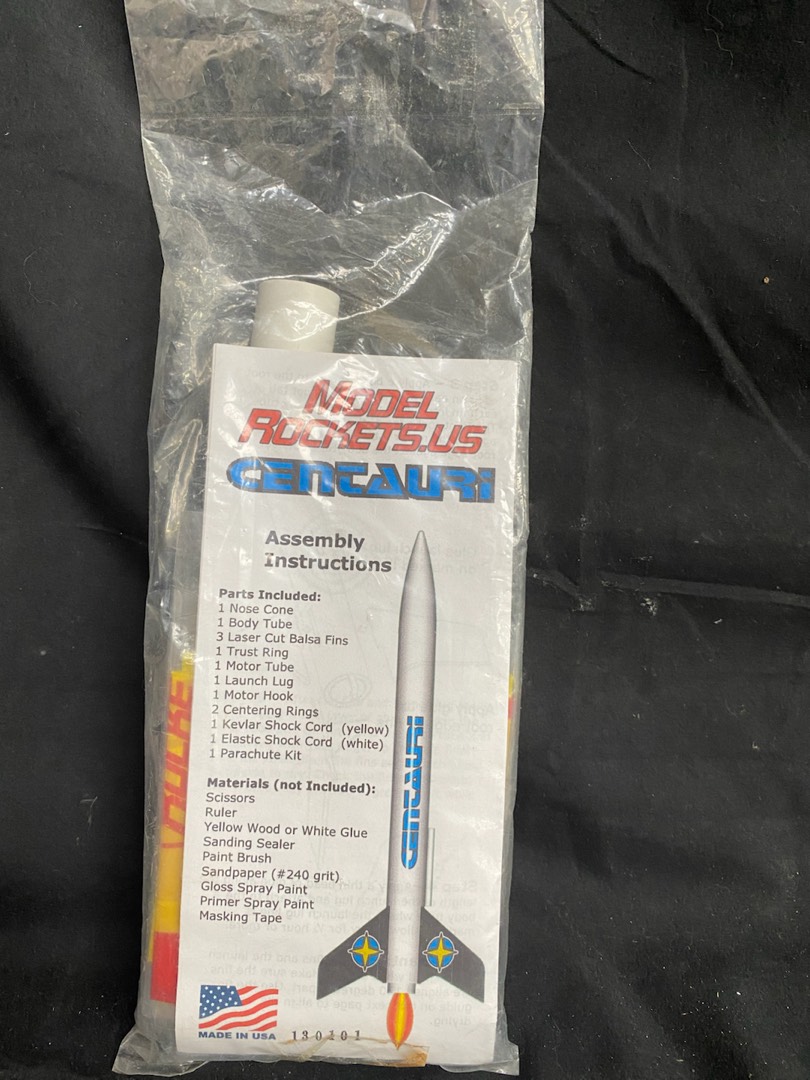 MODEL
ROCKETS.US
CENTAURI
Assembly
Instructions
Parts Included:
1 Nose Cone
1 Body Tube
3 Laser Cut Balsa Fins
1 Trust Ring
1 Motor Tube
1 Launch Lug
1 Motor Hook
2 Centering Rings
1 Kevlar Shock Cord (yellow)
1 Elastic Shock Cord (white)
1 Parachute Kit
Materials (not Included):
Scissors
Ruler
Yellow Wood or White Glue
Sanding Sealer
Paint Brush
Sandpaper (#240 grit)
Gloss Spray Paint
Primer Spray Paint
Masking Tape
CENTAURI
MADE IN USA
130101